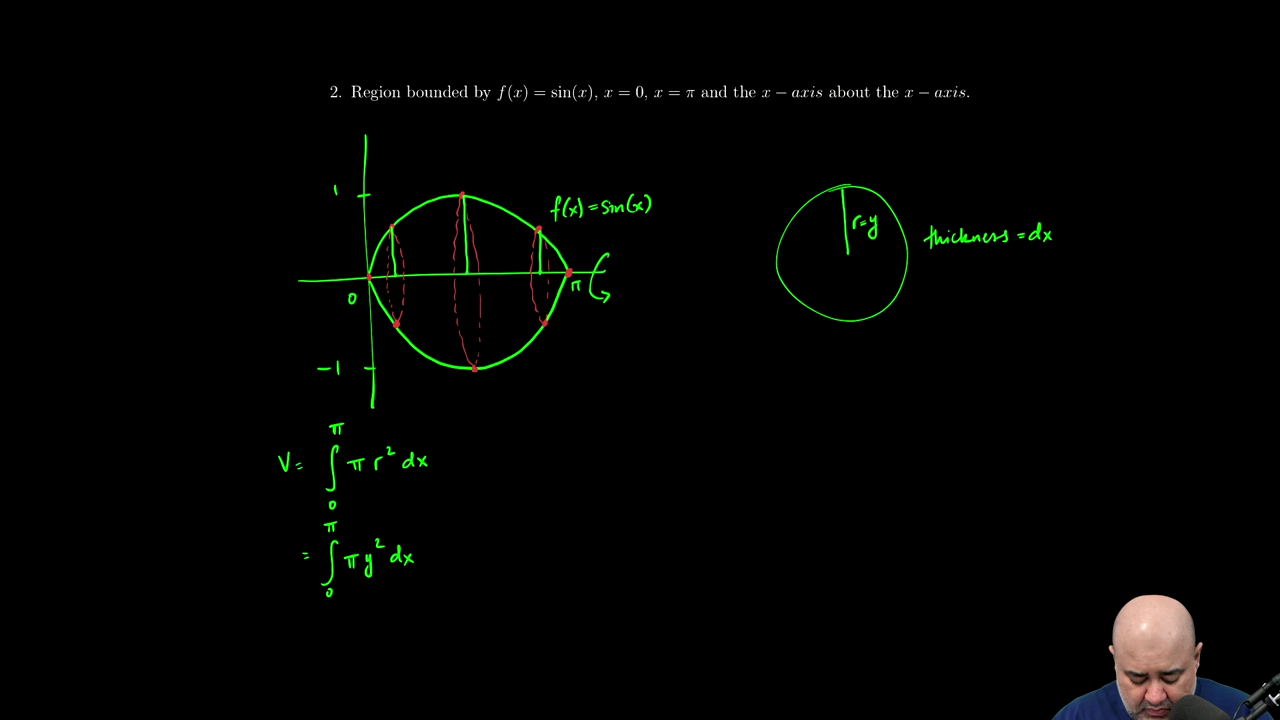 2. Region bounded by f(x) = sin(x), x = 0, x = π and the x − axis about the x − axis.
1
f(x)=sin(x)
r=y
thickness = dx
0
π
−1
V = ∫₀^π π r² dx
= ∫₀^π π y² dx